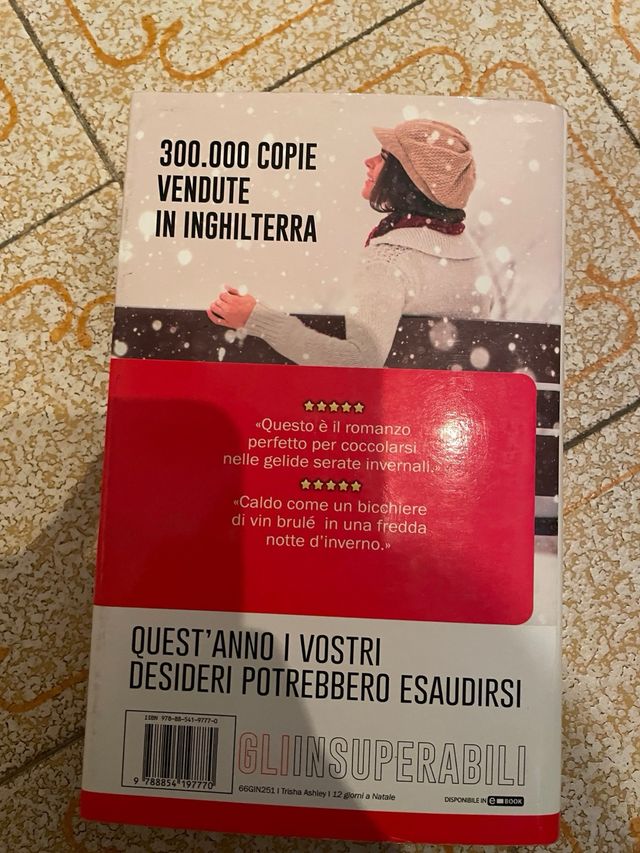 300.000 COPIE
VENDUTE
IN INGHILTERRA
«Questo è il romanzo
perfetto per coccolarsi
nelle gelide serate invernali.»
«Caldo come un bicchiere
di vin brulé in una fredda
notte d'inverno.»
QUEST'ANNO I VOSTRI
DESIDERI POTREBBERO ESAUDIRSI
ISBN 978-88-541-9777-0
9 788854 197770
GLIINSUPERABILI
66GIN251 I Trisha Ashley I 12 giorni a Natale
DISPONIBILE IN e BOOK